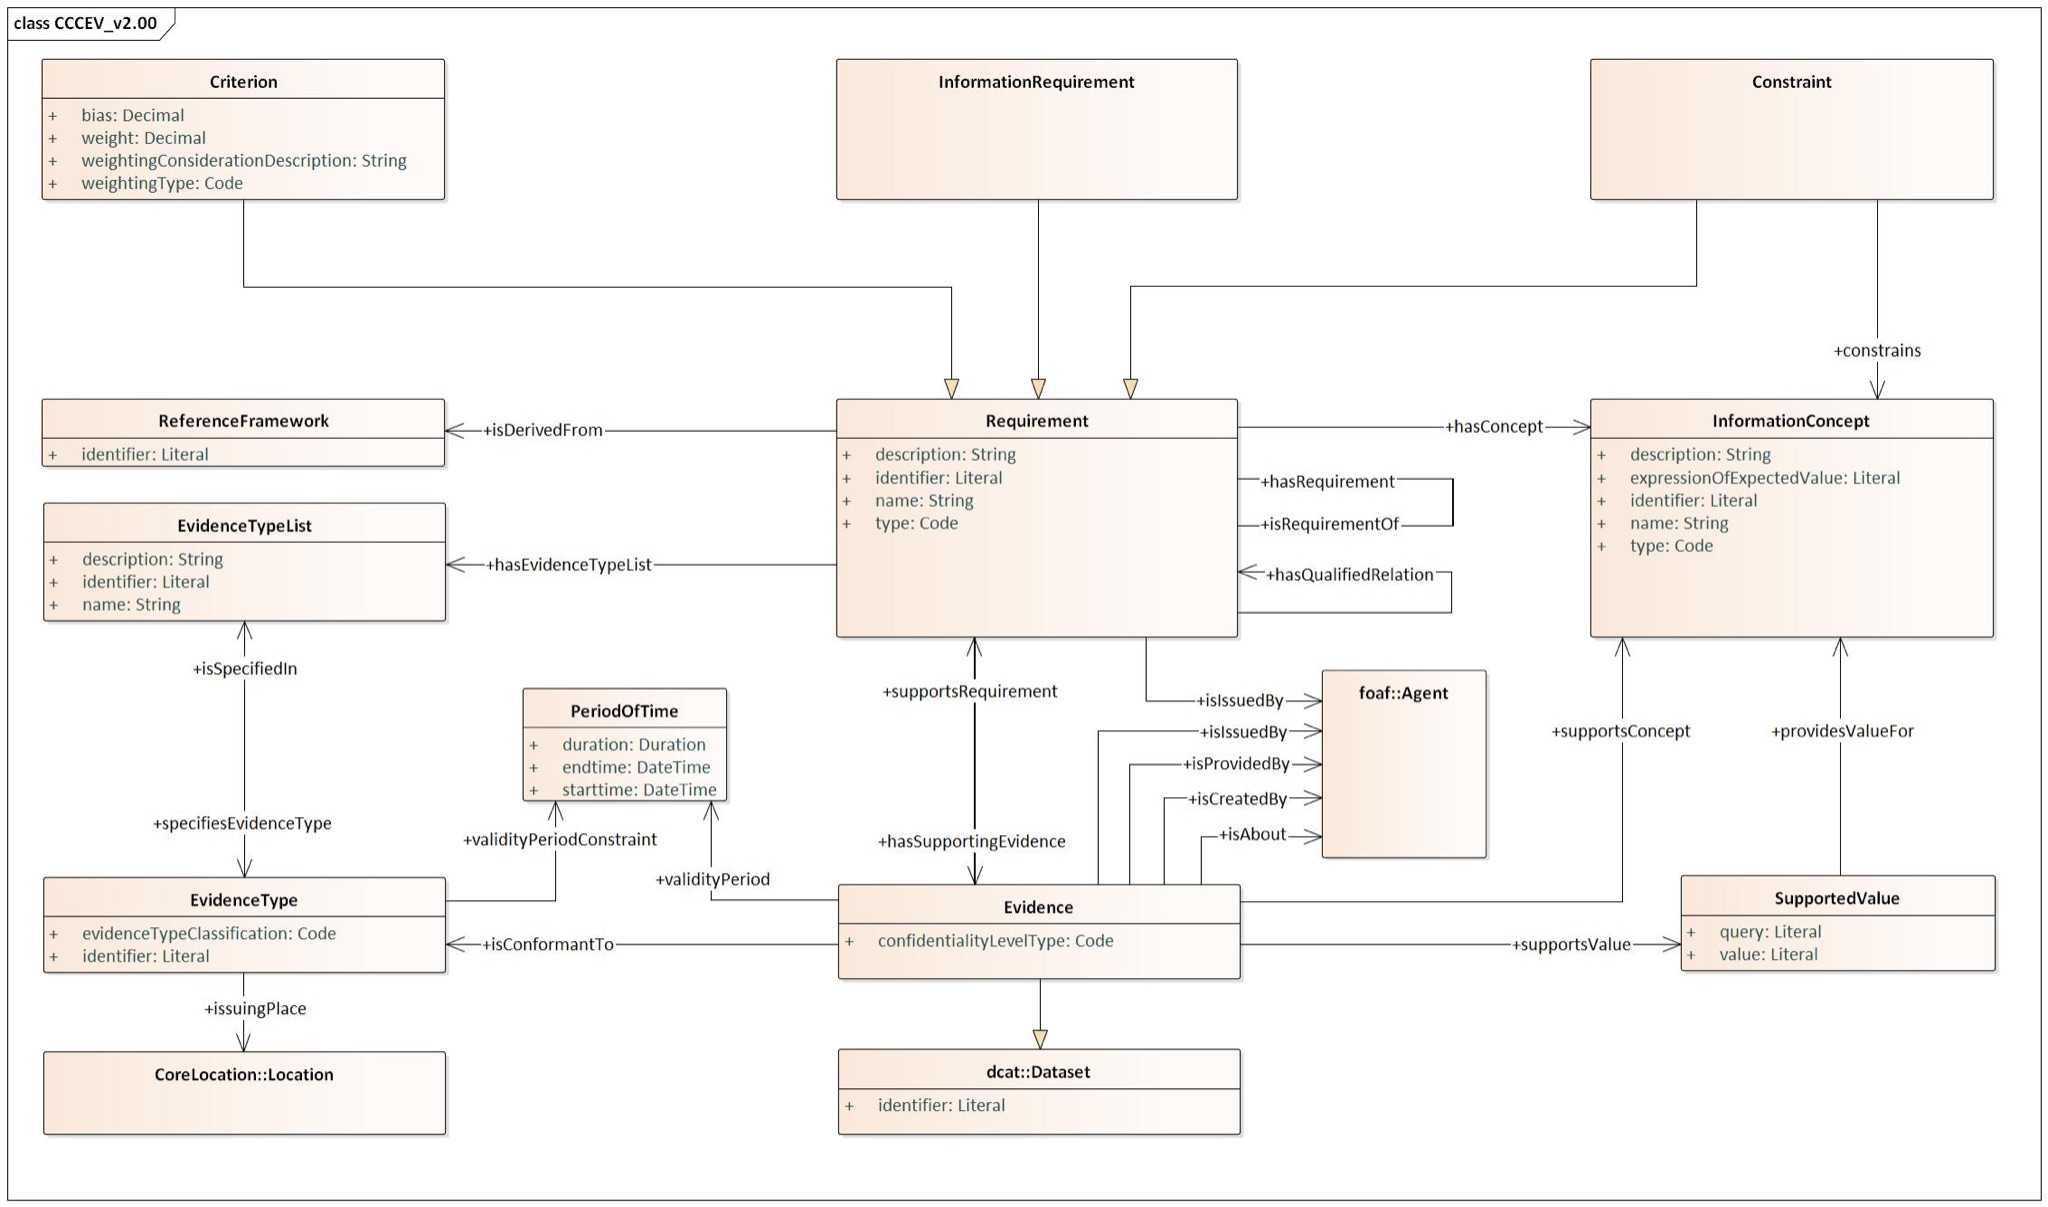 class CCCEV_v2.00
Criterion
+ bias: Decimal
+ weight: Decimal
+ weightingConsiderationDescription: String
+ weightingType: Code
InformationRequirement
Constraint
+constrains
ReferenceFramework
+ identifier: Literal
+isDerivedFrom
Requirement
+ description: String
+ identifier: Literal
+ name: String
+ type: Code
+hasConcept
+hasRequirement
+isRequirementOf
+hasQualifiedRelation
InformationConcept
+ description: String
+ expressionOfExpectedValue: Literal
+ identifier: Literal
+ name: String
+ type: Code
EvidenceTypeList
+ description: String
+ identifier: Literal
+ name: String
+hasEvidenceTypeList
+isSpecifiedIn
+specifiesEvidenceType
PeriodOfTime
+ duration: Duration
+ endtime: DateTime
+ starttime: DateTime
+validityPeriodConstraint
+validityPeriod
+supportsRequirement
+hasSupportingEvidence
+isIssuedBy
+isIssuedBy
+isProvidedBy
+isCreatedBy
+isAbout
foaf::Agent
+supportsConcept
+providesValueFor
EvidenceType
+ evidenceTypeClassification: Code
+ identifier: Literal
+isConformantTo
Evidence
+ confidentialityLevelType: Code
+supportsValue
SupportedValue
+ query: Literal
+ value: Literal
+issuingPlace
CoreLocation::Location
dcat::Dataset
+ identifier: Literal